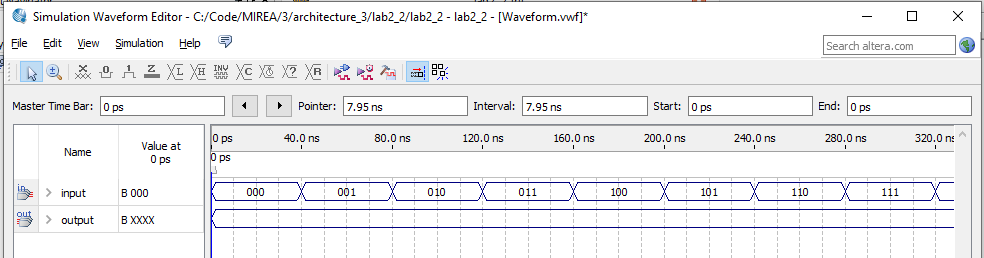 Simulation Waveform Editor - C:/Code/MIREA/3/architecture_3/lab2_2/lab2_2 - lab2_2 - [Waveform.vwf]*
File Edit View Simulation Help
Search altera.com
Master Time Bar: 0 ps Pointer: 7.95 ns Interval: 7.95 ns Start: 0 ps End: 0 ps
Name Value at 0 ps
0 ps 40.0 ns 80.0 ns 120.0 ns 160.0 ns 200.0 ns 240.0 ns 280.0 ns 320.0 ns
0 ps
input B 000 000 001 010 011 100 101 110 111
output B XXXX